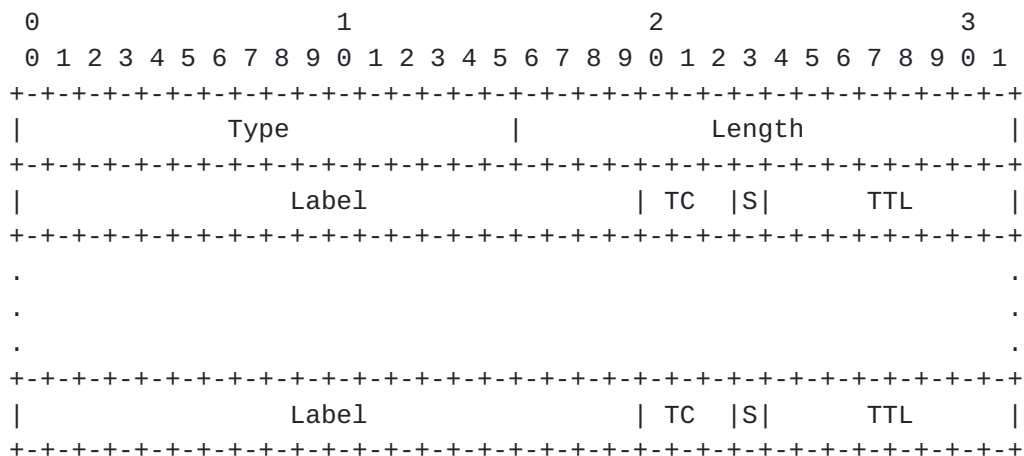 0                   1                   2                   3
 0 1 2 3 4 5 6 7 8 9 0 1 2 3 4 5 6 7 8 9 0 1 2 3 4 5 6 7 8 9 0 1
+-+-+-+-+-+-+-+-+-+-+-+-+-+-+-+-+-+-+-+-+-+-+-+-+-+-+-+-+-+-+-+-+
|             Type              |            Length             |
+-+-+-+-+-+-+-+-+-+-+-+-+-+-+-+-+-+-+-+-+-+-+-+-+-+-+-+-+-+-+-+-+
|                 Label                 | TC  |S|      TTL      |
+-+-+-+-+-+-+-+-+-+-+-+-+-+-+-+-+-+-+-+-+-+-+-+-+-+-+-+-+-+-+-+-+
.                                                               .
.                                                               .
.                                                               .
+-+-+-+-+-+-+-+-+-+-+-+-+-+-+-+-+-+-+-+-+-+-+-+-+-+-+-+-+-+-+-+-+
|                 Label                 | TC  |S|      TTL      |
+-+-+-+-+-+-+-+-+-+-+-+-+-+-+-+-+-+-+-+-+-+-+-+-+-+-+-+-+-+-+-+-+